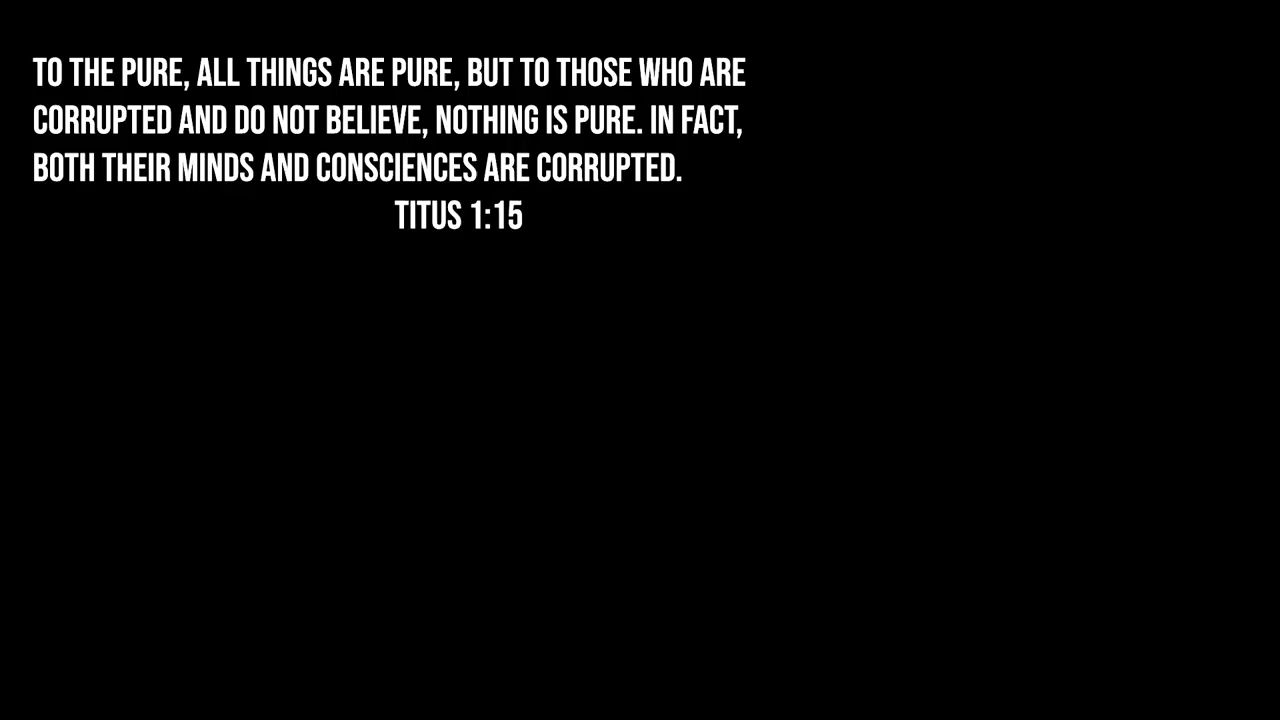 TO THE PURE, ALL THINGS ARE PURE, BUT TO THOSE WHO ARE
CORRUPTED AND DO NOT BELIEVE, NOTHING IS PURE. IN FACT,
BOTH THEIR MINDS AND CONSCIENCES ARE CORRUPTED.
TITUS 1:15